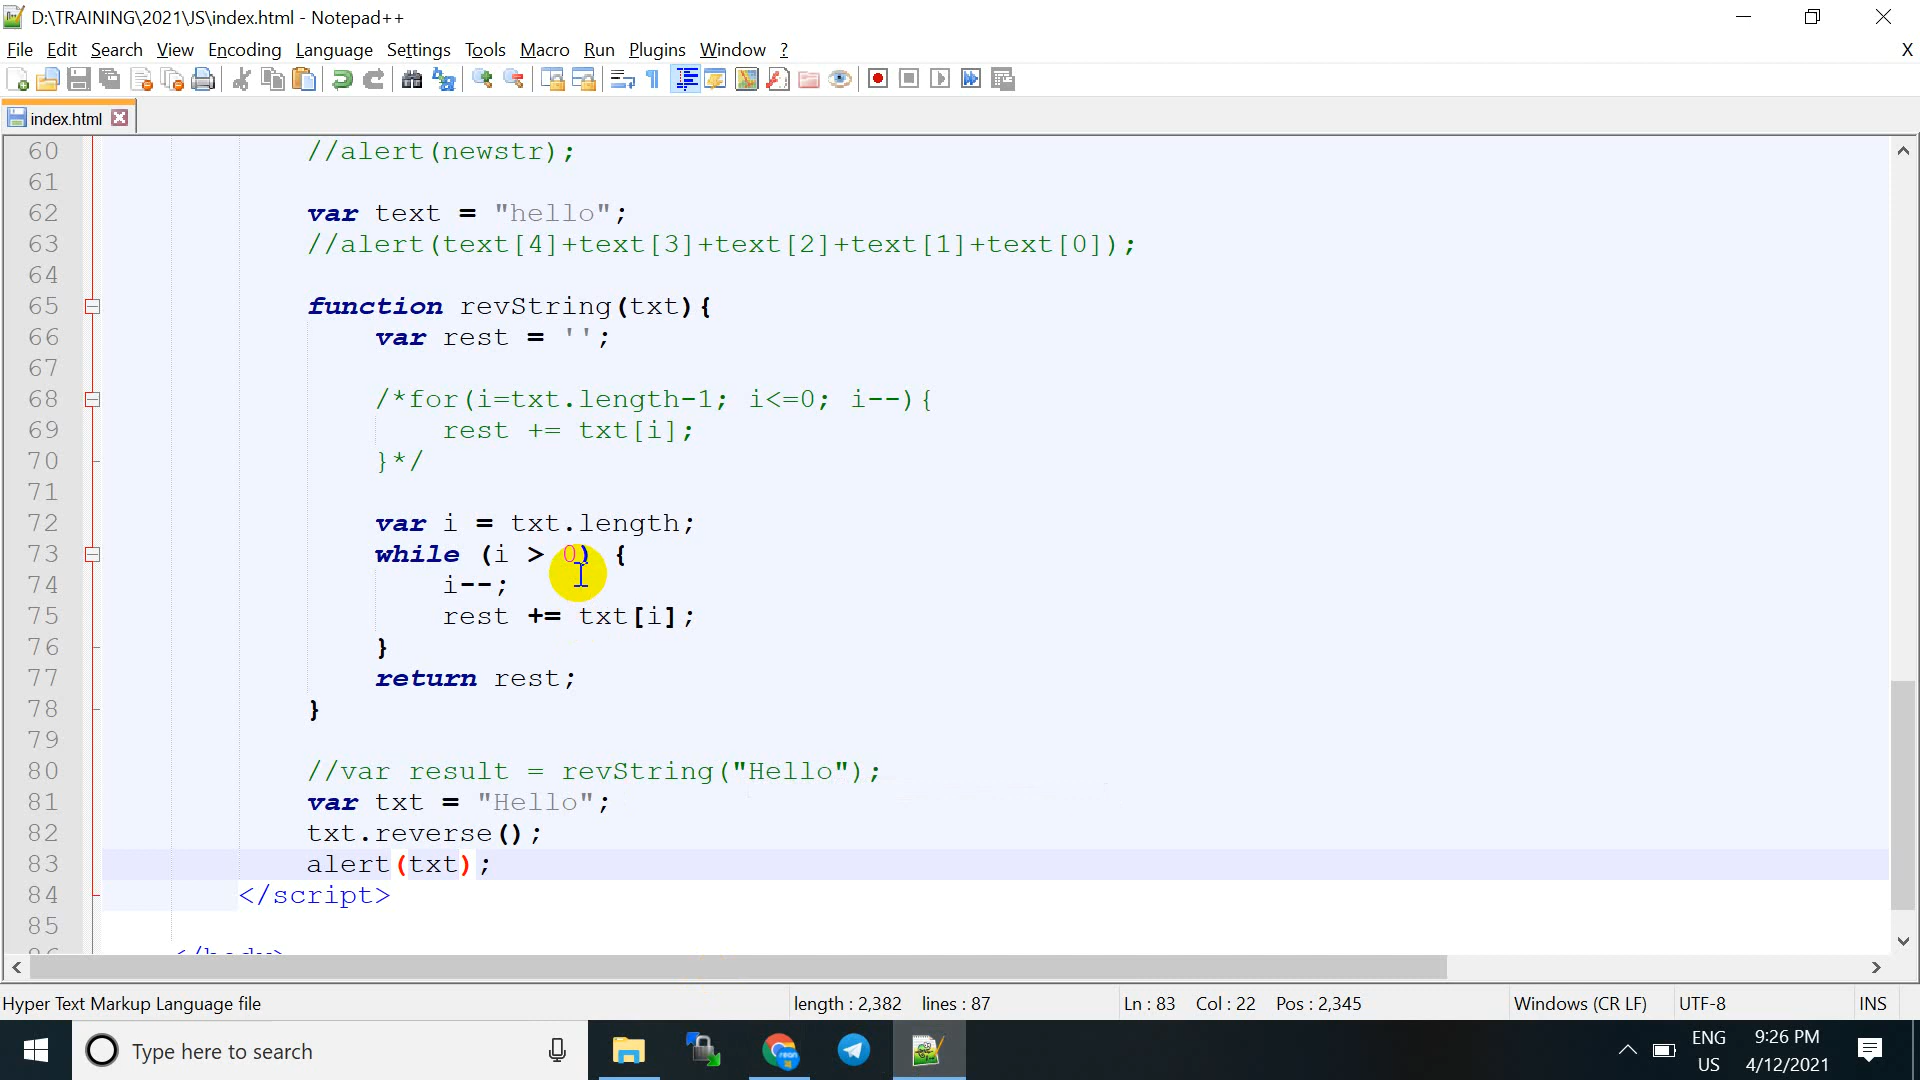 D:\TRAINING\2021\JS\index.html - Notepad++
File Edit Search View Encoding Language Settings Tools Macro Run Plugins Window ? X
index.html
60 //alert(newstr);
61
62 var text = "hello";
63 //alert(text[4]+text[3]+text[2]+text[1]+text[0]);
64
65 function revString(txt){
66 var rest = '';
67
68 /*for(i=txt.length-1; i<=0; i--){
69 rest += txt[i];
70 }*/
71
72 var i = txt.length;
73 while (i > 0) {
74 i--;
75 rest += txt[i];
76 }
77 return rest;
78 }
79
80 //var result = revString("Hello");
81 var txt = "Hello";
82 txt.reverse();
83 alert(txt);
84 </script>
85
Hyper Text Markup Language file length : 2,382 lines : 87 Ln : 83 Col : 22 Pos : 2,345 Windows (CR LF) UTF-8 INS
Type here to search
ENG 9:26 PM
US 4/12/2021